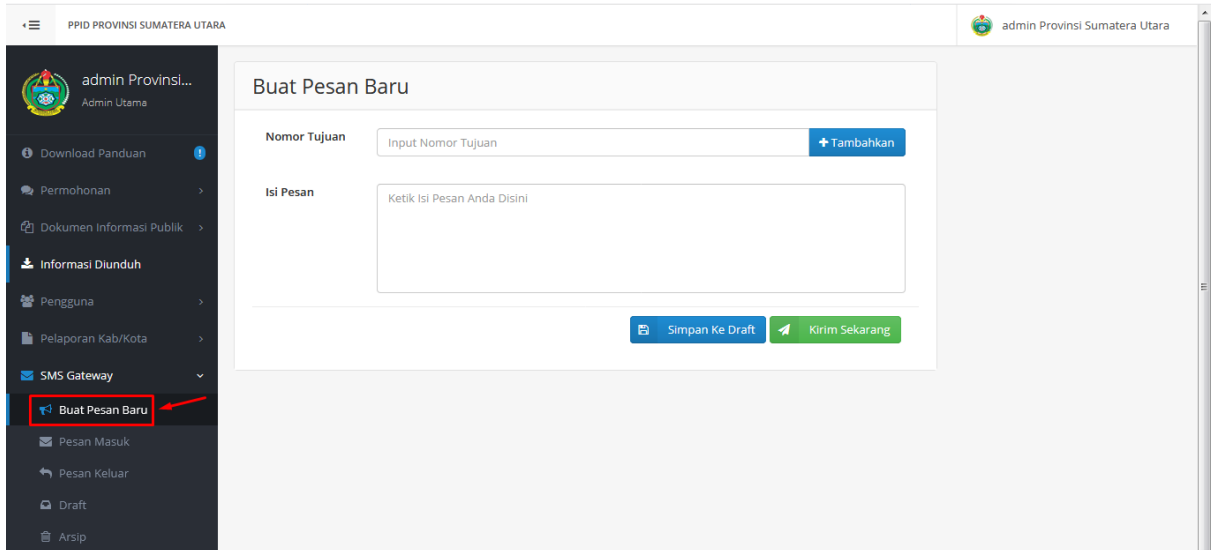 PPID PROVINSI SUMATERA UTARA
admin Provinsi Sumatera Utara
admin Provinsi...
Admin Utama
Download Panduan
Permohonan
Dokumen Informasi Publik
Informasi Diunduh
Pengguna
Pelaporan Kab/Kota
SMS Gateway
Buat Pesan Baru
Pesan Masuk
Pesan Keluar
Draft
Arsip
Buat Pesan Baru
Nomor Tujuan
Input Nomor Tujuan
Tambahkan
Isi Pesan
Ketik Isi Pesan Anda Disini
Simpan Ke Draft
Kirim Sekarang